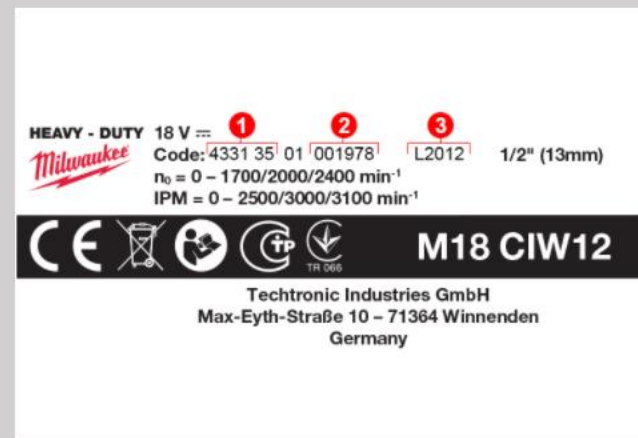 1 2 3
HEAVY - DUTY 18 V ⎓
Milwaukee Code: 4331 35 01 001978 L2012 1/2" (13mm)
n₀ = 0 – 1700/2000/2400 min⁻¹
IPM = 0 – 2500/3000/3100 min⁻¹
CE TP TR 066 M18 CIW12
Techtronic Industries GmbH
Max-Eyth-Straße 10 – 71364 Winnenden
Germany